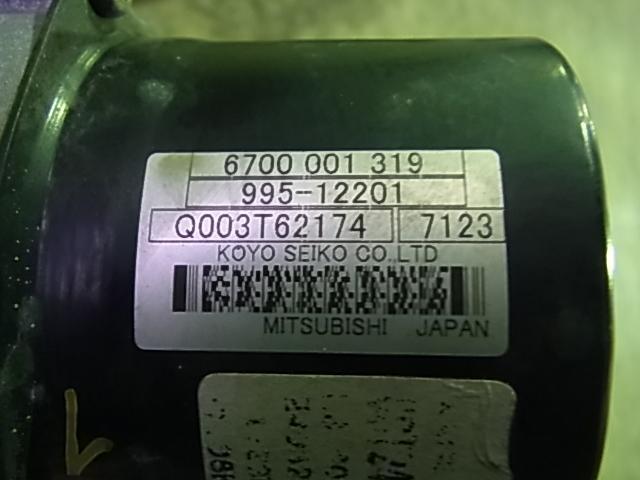 6700 001 319
995-12201
Q003T62174 7123
KOYO SEIKO CO.,LTD
MITSUBISHI JAPAN